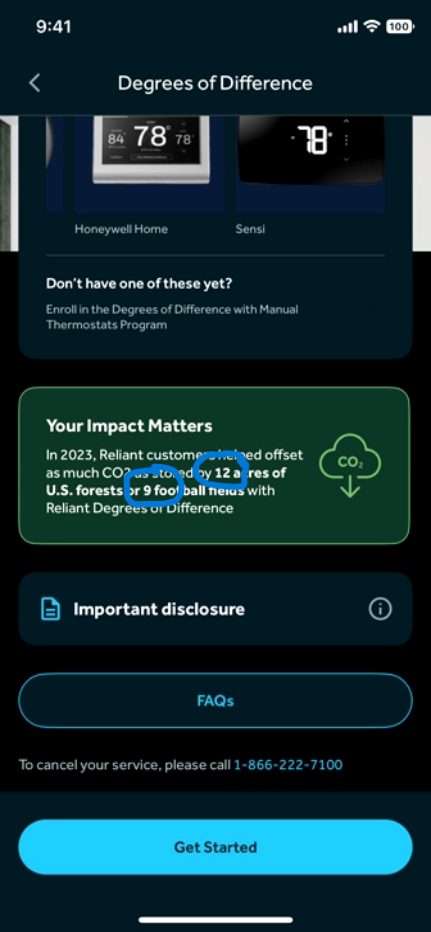 9:41
100
Degrees of Difference
84 78° 78°
78°
Honeywell Home
Sensi
Don't have one of these yet?
Enroll in the Degrees of Difference with Manual
Thermostats Program
Your Impact Matters
In 2023, Reliant customers helped offset
as much CO2 as stored by 12 acres of
U.S. forests or 9 football fields with
Reliant Degrees of Difference
CO₂
Important disclosure
FAQs
To cancel your service, please call 1-866-222-7100
Get Started